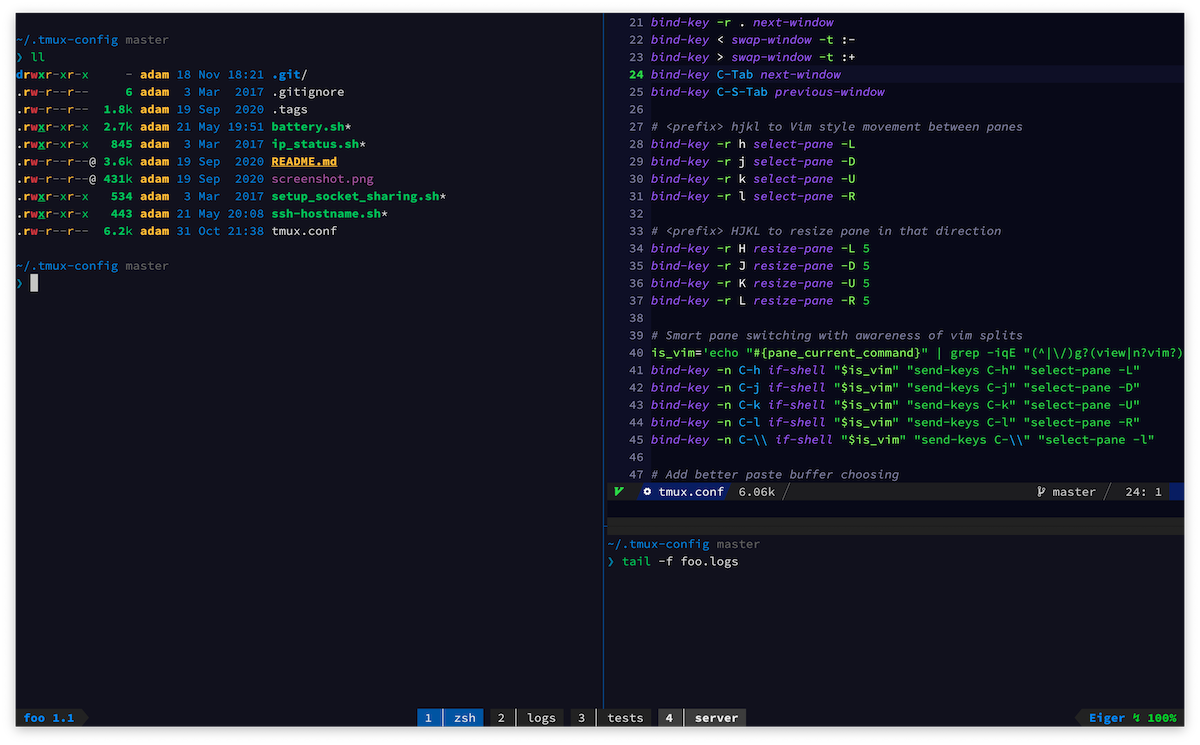 ~/.tmux-config master
❯ ll
drwxr-xr-x     - adam 18 Nov 18:21 .git/
.rw-r--r--     6 adam  3 Mar  2017 .gitignore
.rw-r--r--  1.8k adam 19 Sep  2020 .tags
.rwxr-xr-x  2.7k adam 21 May 19:51 battery.sh*
.rwxr-xr-x   845 adam  3 Mar  2017 ip_status.sh*
.rw-r--r--@ 3.6k adam 19 Sep  2020 README.md
.rw-r--r--@ 431k adam 19 Sep  2020 screenshot.png
.rwxr-xr-x   534 adam  3 Mar  2017 setup_socket_sharing.sh*
.rwxr-xr-x   443 adam 21 May 20:08 ssh-hostname.sh*
.rw-r--r--  6.2k adam 31 Oct 21:38 tmux.conf
~/.tmux-config master
❯
21 bind-key -r . next-window
22 bind-key < swap-window -t :-
23 bind-key > swap-window -t :+
24 bind-key C-Tab next-window
25 bind-key C-S-Tab previous-window
26
27 # <prefix> hjkl to Vim style movement between panes
28 bind-key -r h select-pane -L
29 bind-key -r j select-pane -D
30 bind-key -r k select-pane -U
31 bind-key -r l select-pane -R
32
33 # <prefix> HJKL to resize pane in that direction
34 bind-key -r H resize-pane -L 5
35 bind-key -r J resize-pane -D 5
36 bind-key -r K resize-pane -U 5
37 bind-key -r L resize-pane -R 5
38
39 # Smart pane switching with awareness of vim splits
40 is_vim='echo "#{pane_current_command}" | grep -iqE "(^|\/)g?(view|n?vim?)
41 bind-key -n C-h if-shell "$is_vim" "send-keys C-h" "select-pane -L"
42 bind-key -n C-j if-shell "$is_vim" "send-keys C-j" "select-pane -D"
43 bind-key -n C-k if-shell "$is_vim" "send-keys C-k" "select-pane -U"
44 bind-key -n C-l if-shell "$is_vim" "send-keys C-l" "select-pane -R"
45 bind-key -n C-\\ if-shell "$is_vim" "send-keys C-\\" "select-pane -l"
46
47 # Add better paste buffer choosing
tmux.conf 6.06k / master / 24: 1
~/.tmux-config master
❯ tail -f foo.logs
foo 1.1 1 zsh 2 logs 3 tests 4 server Eiger ↯ 100%